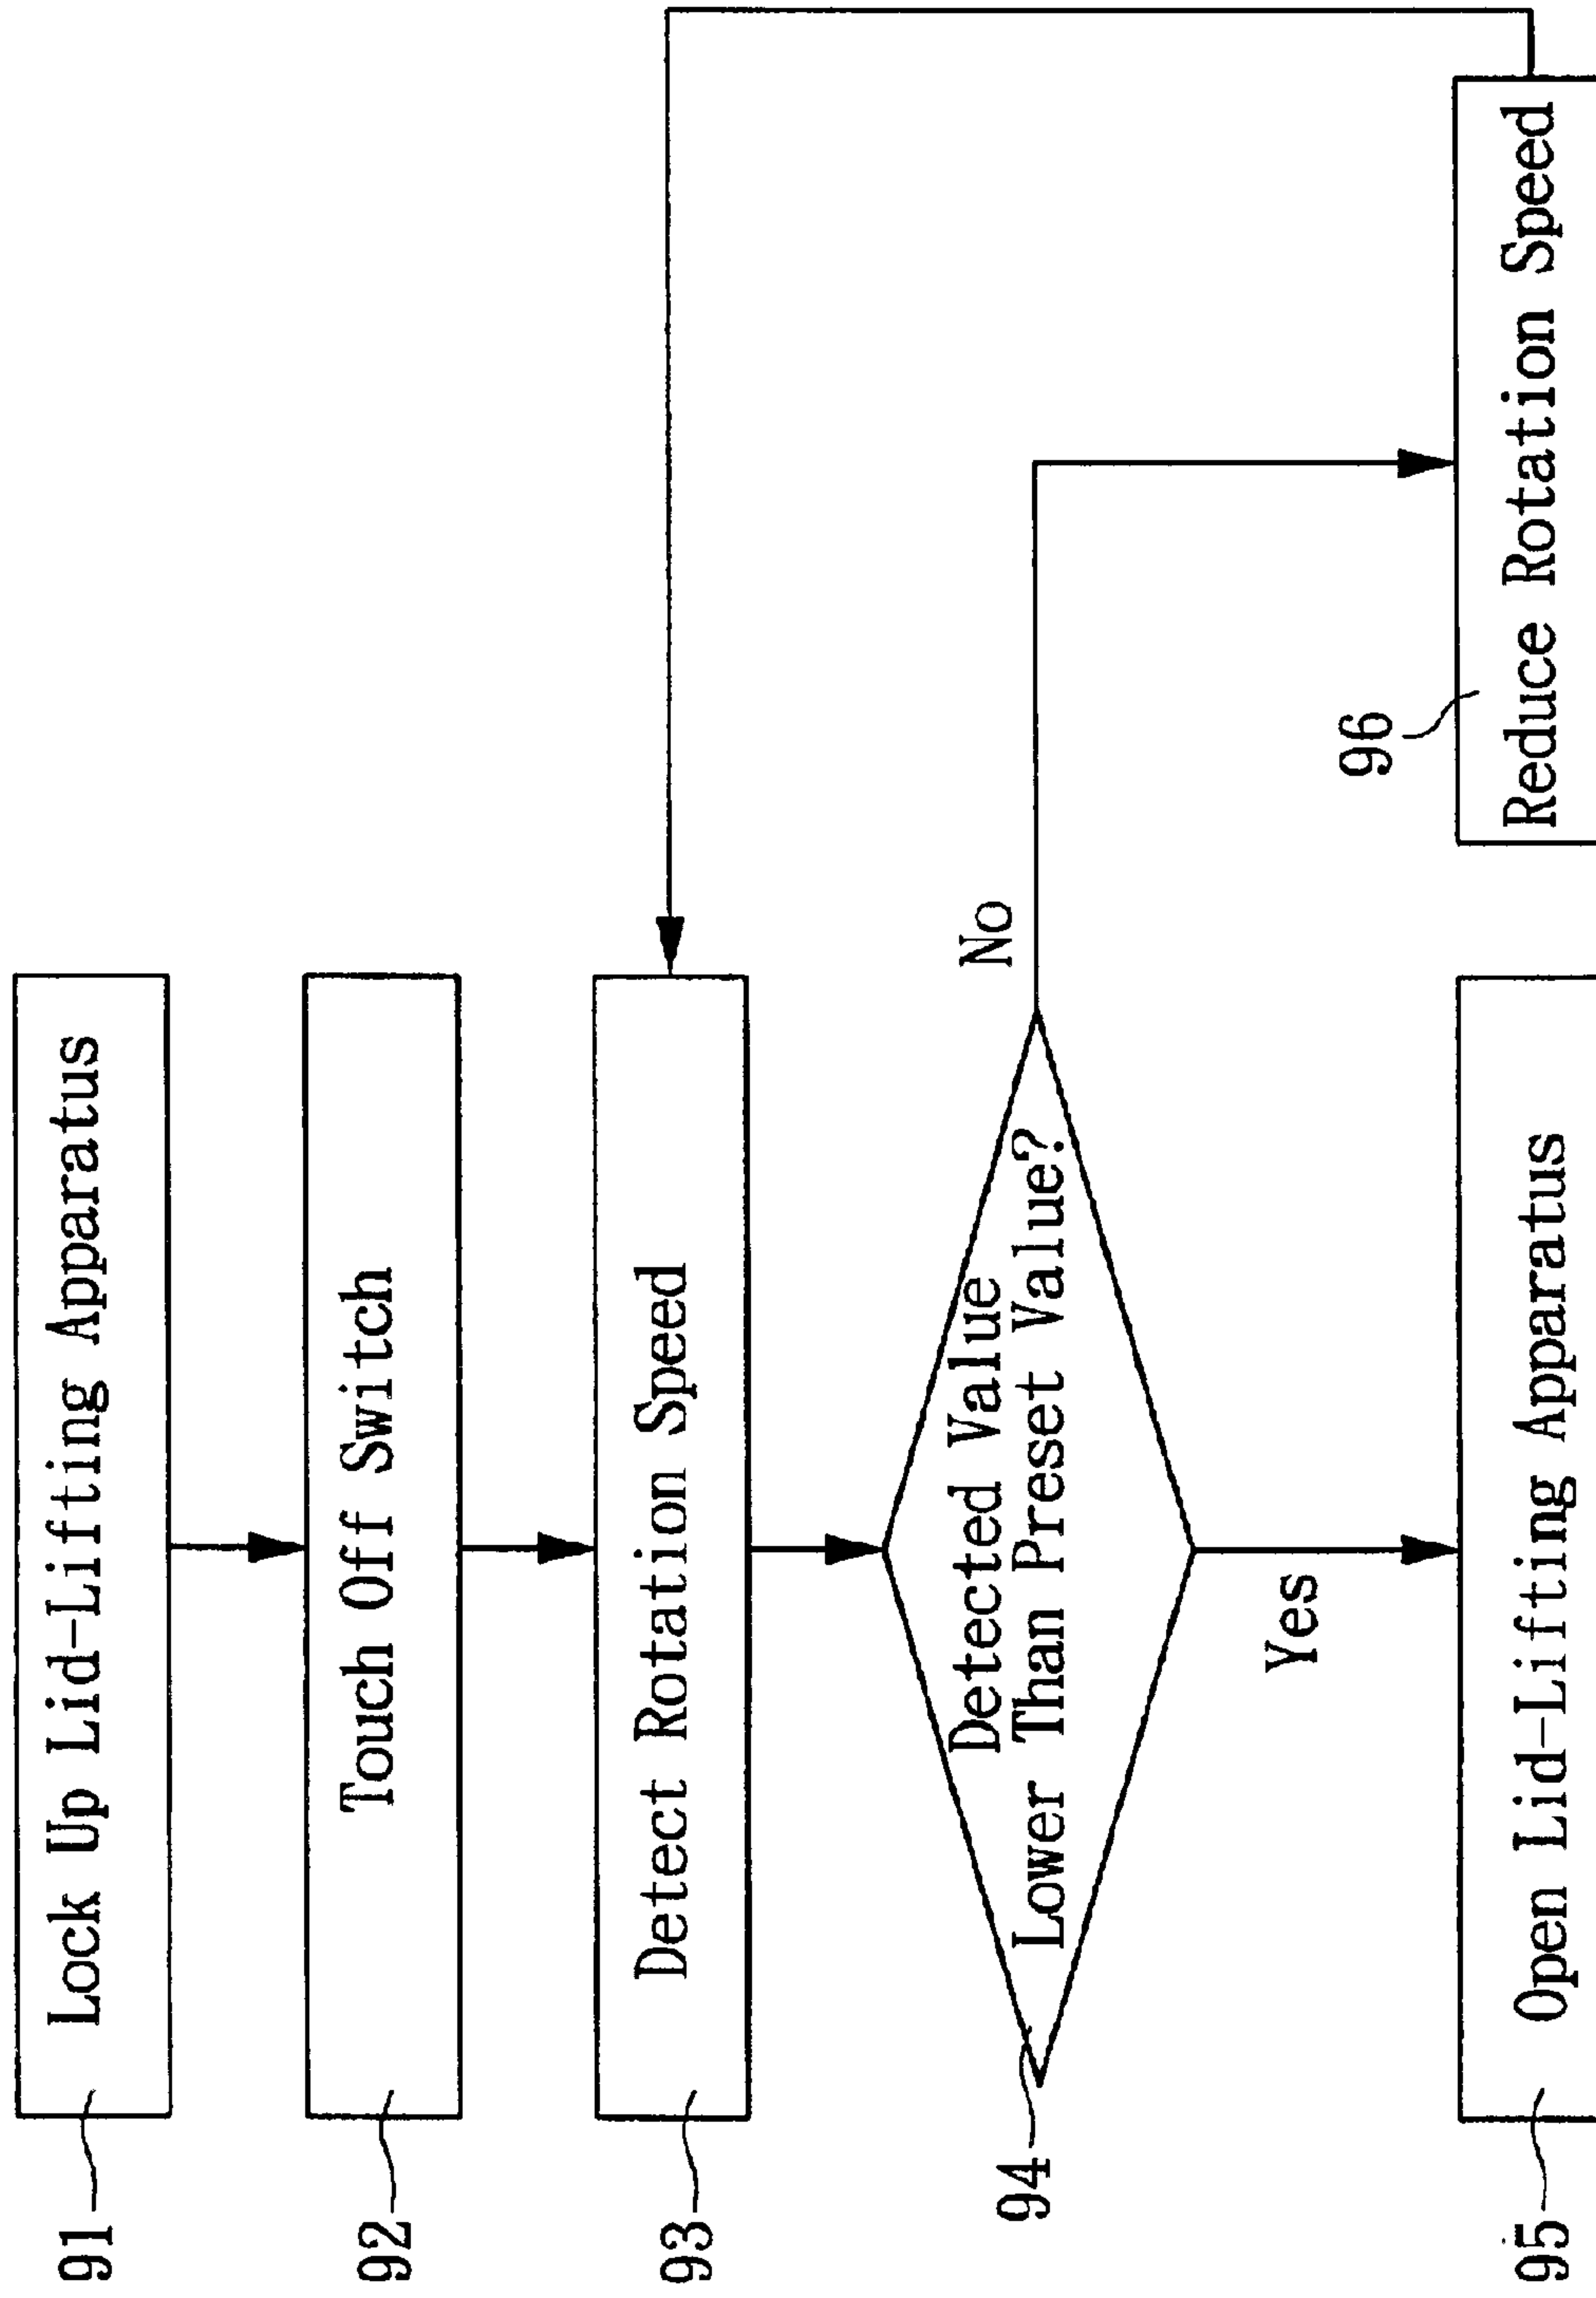 91
Lock Up Lid-Lifting Apparatus
92
Touch Off Switch
93
Detect Rotation Speed
94
Detected Value
Lower Than Preset Value?
No
Yes
96
Reduce Rotation Speed
95
Open Lid-Lifting Apparatus